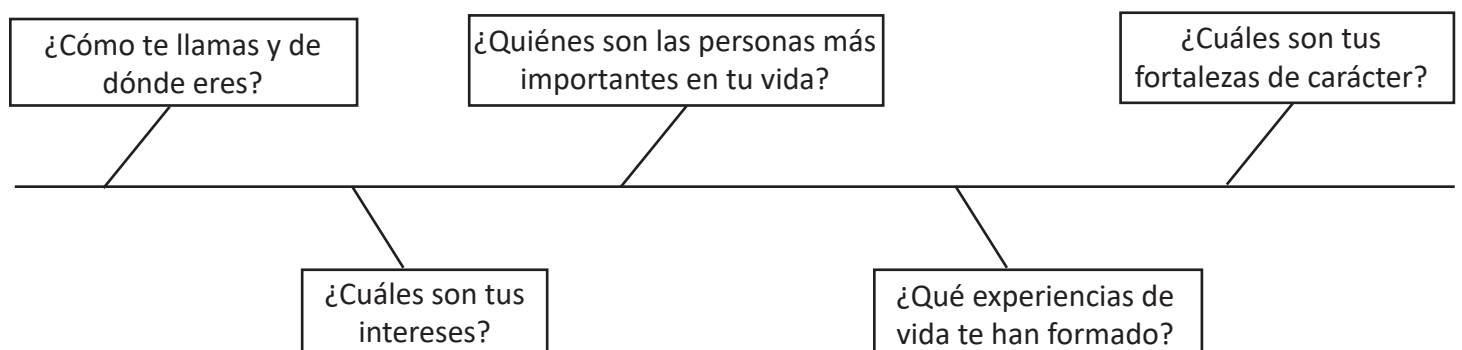 ¿Cómo te llamas y de
dónde eres?
¿Quiénes son las personas más
importantes en tu vida?
¿Cuáles son tus
fortalezas de carácter?
¿Cuáles son tus
intereses?
¿Qué experiencias de
vida te han formado?